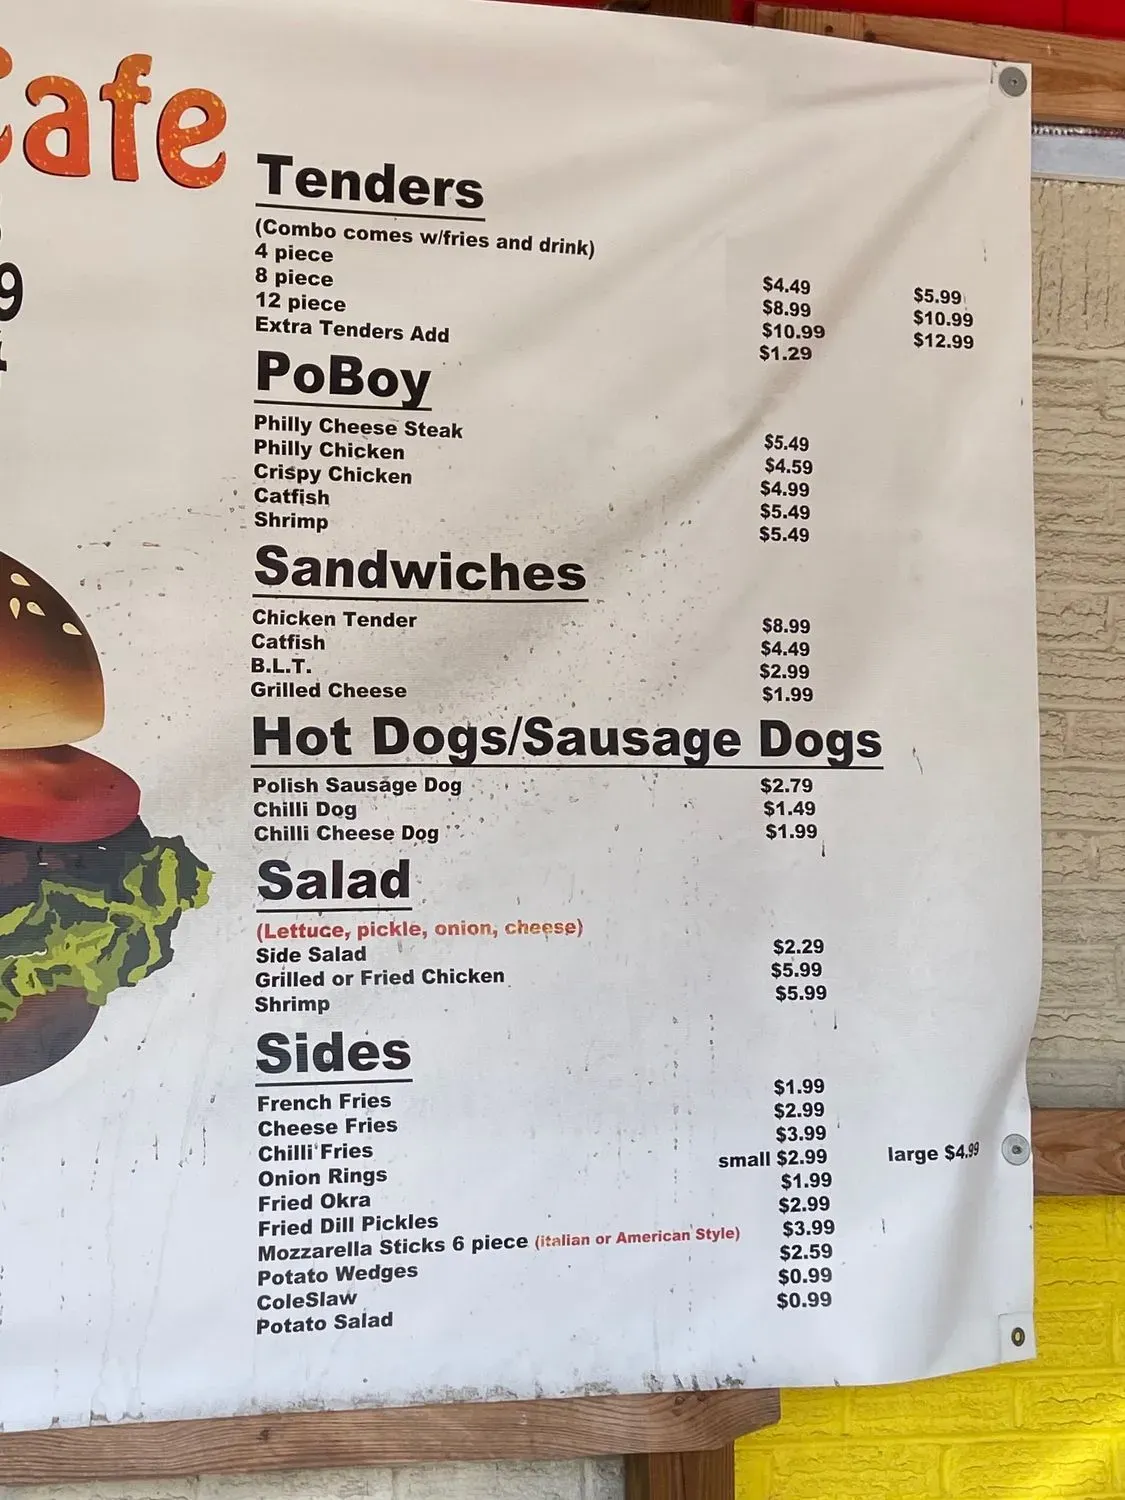 Cafe
Tenders
(Combo comes w/fries and drink)
4 piece $4.49 $5.99
8 piece $8.99 $10.99
12 piece $10.99 $12.99
Extra Tenders Add $1.29
PoBoy
Philly Cheese Steak $5.49
Philly Chicken $4.59
Crispy Chicken $4.99
Catfish $5.49
Shrimp $5.49
Sandwiches
Chicken Tender $8.99
Catfish $4.49
B.L.T. $2.99
Grilled Cheese $1.99
Hot Dogs/Sausage Dogs
Polish Sausage Dog $2.79
Chilli Dog $1.49
Chilli Cheese Dog $1.99
Salad
(Lettuce, pickle, onion, cheese)
Side Salad $2.29
Grilled or Fried Chicken $5.99
Shrimp $5.99
Sides
French Fries $1.99
Cheese Fries $2.99
Chilli Fries $3.99
Onion Rings small $2.99 large $4.99
Fried Okra $1.99
Fried Dill Pickles $2.99
Mozzarella Sticks 6 piece (italian or American Style) $3.99
Potato Wedges $2.59
ColeSlaw $0.99
Potato Salad $0.99